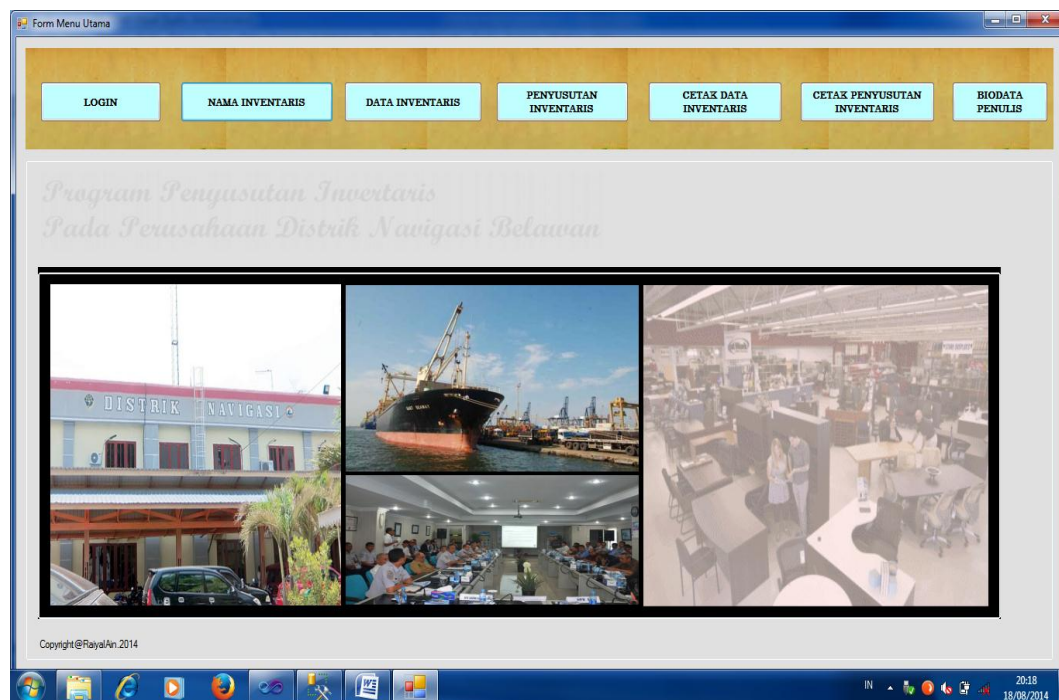 Form Menu Utama
LOGIN
NAMA INVENTARIS
DATA INVENTARIS
PENYUSUTAN
INVENTARIS
CETAK DATA
INVENTARIS
CETAK PENYUSUTAN
INVENTARIS
BIODATA
PENULIS
Program Penyusutan Invertaris
Pada Perusahaan Distrik Navigasi Belawan
DISTRIK NAVIGASI
Copyright@RaiyalAin.2014
IN
20:18
18/08/2014